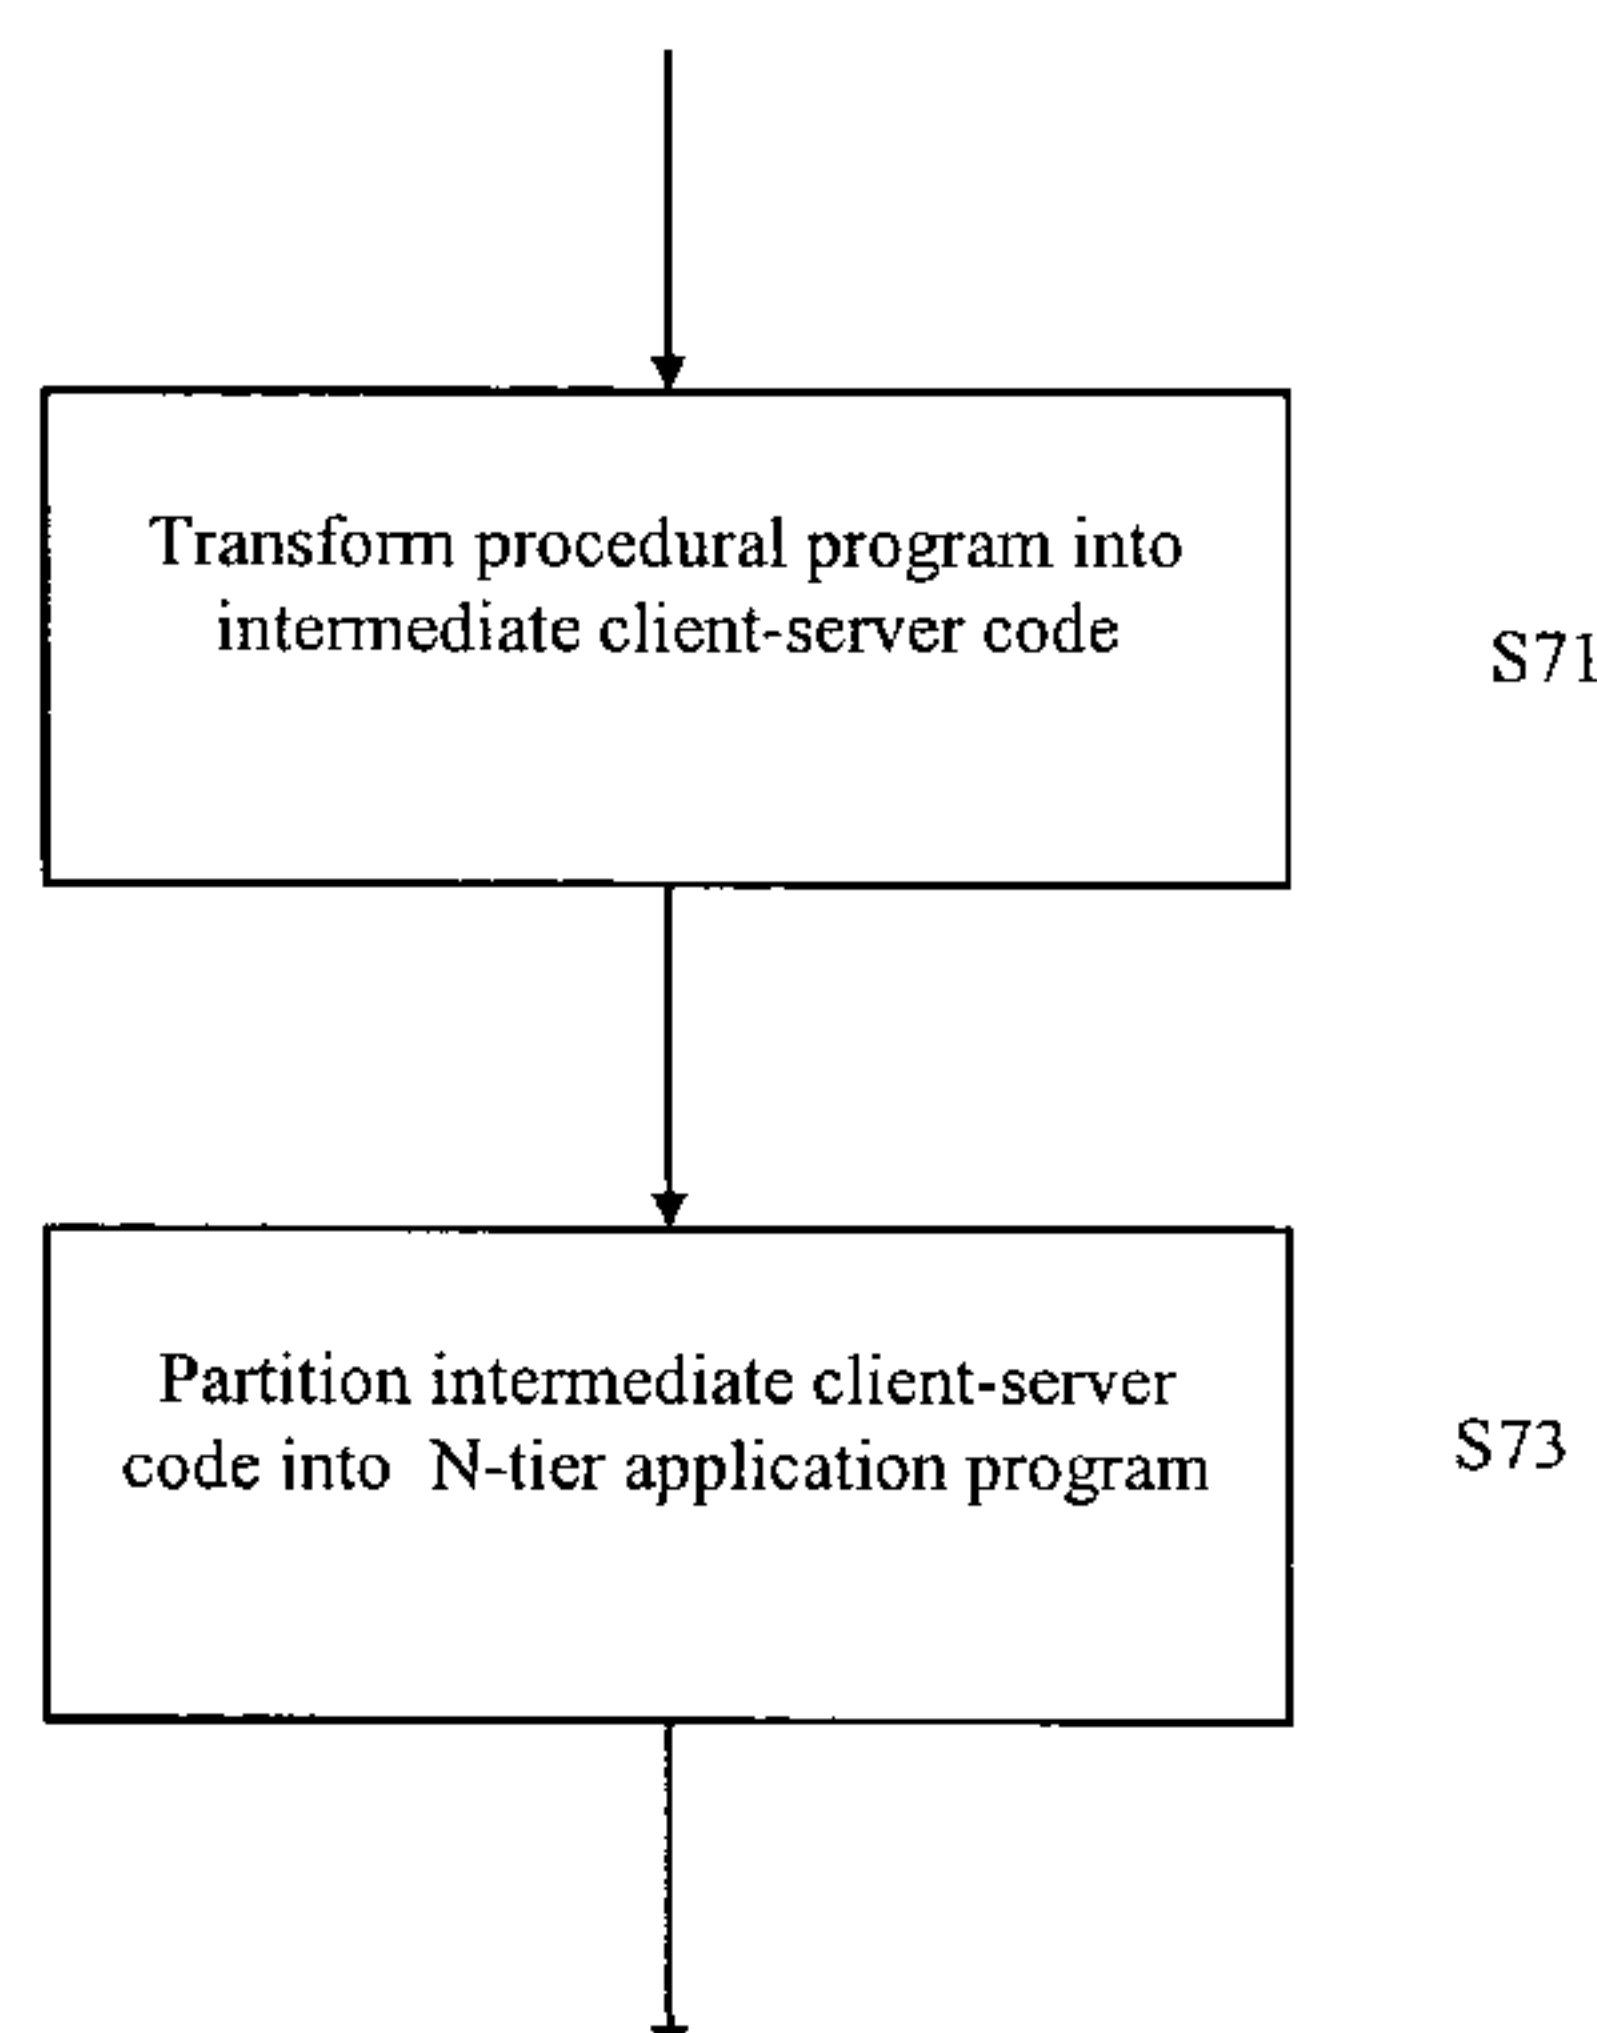 Transform procedural program into
intermediate client-server code
S71
Partition intermediate client-server
code into N-tier application program
S73